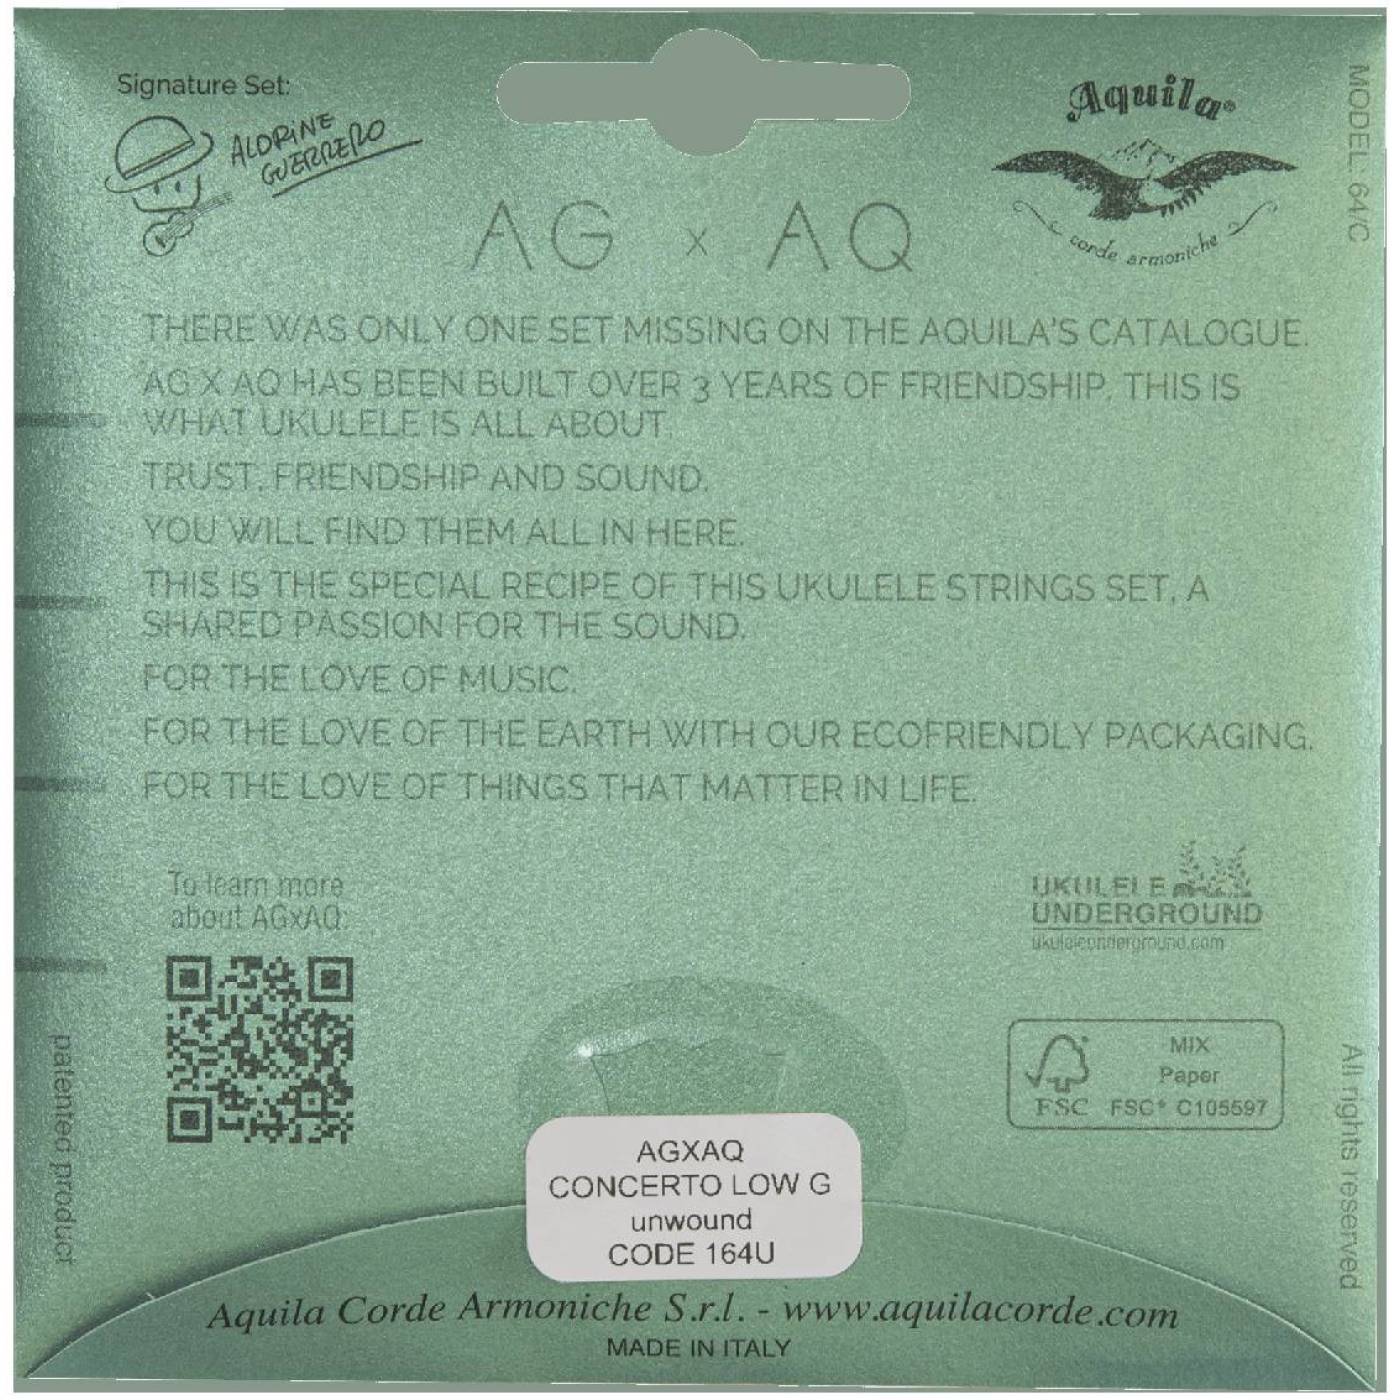 Signature Set:
ALDRINE
GUERRERO
Aquila®
corde armoniche
MODEL: 64/C
AG x AQ
THERE WAS ONLY ONE SET MISSING ON THE AQUILA'S CATALOGUE.
AG X AQ HAS BEEN BUILT OVER 3 YEARS OF FRIENDSHIP, THIS IS
WHAT UKULELE IS ALL ABOUT.
TRUST, FRIENDSHIP AND SOUND.
YOU WILL FIND THEM ALL IN HERE.
THIS IS THE SPECIAL RECIPE OF THIS UKULELE STRINGS SET, A
SHARED PASSION FOR THE SOUND.
FOR THE LOVE OF MUSIC.
FOR THE LOVE OF THE EARTH WITH OUR ECOFRIENDLY PACKAGING.
FOR THE LOVE OF THINGS THAT MATTER IN LIFE.
To learn more
about AGxAQ:
UKULELE
UNDERGROUND
ukuleleunderground.com
MIX
Paper
FSC FSC® C105597
patented product
All rights reserved
AGXAQ
CONCERTO LOW G
unwound
CODE 164U
Aquila Corde Armoniche S.r.l. - www.aquilacorde.com
MADE IN ITALY